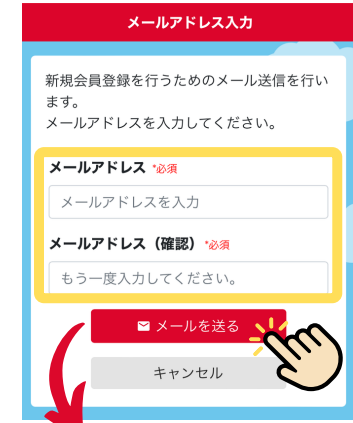 メールアドレス入力
新規会員登録を行うためのメール送信を行い
ます。
メールアドレスを入力してください。
メールアドレス *必須
メールアドレスを入力
メールアドレス（確認） *必須
もう一度入力してください。
メールを送る
キャンセル